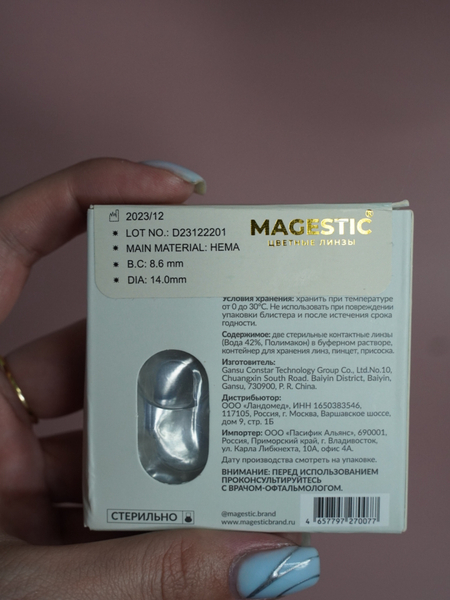 2023/12
LOT NO.: D23122201
MAIN MATERIAL: HEMA
B.C: 8.6 mm
DIA: 14.0mm
MAGESTIC
ЦВЕТНЫЕ ЛИНЗЫ
Условия хранения: хранить при температуре
от 0 до 30°C. Не использовать при повреждении
упаковки блистера и после истечения срока
годности.
Содержимое: две стерильные контактные линзы
(Вода 42%, Полимакон) в буферном растворе,
контейнер для хранения линз, пинцет, присоска.
Изготовитель:
Gansu Constar Technology Group Co., Ltd.No.10,
Chuangxin South Road. Baiyin District, Baiyin,
Gansu, 730900, P. R. China.
Дистрибьютор:
ООО «Ландомед», ИНН 1650383546,
117105, Россия, г. Москва, Варшавское шоссе,
дом 9, стр. 1Б
Импортер: ООО «Пасифик Альянс», 690001,
Россия, Приморский край, г. Владивосток,
ул. Карла Либкнехта, 10А, офис 4А.
Дату производства смотреть на упаковке.
ВНИМАНИЕ: ПЕРЕД ИСПОЛЬЗОВАНИЕМ
ПРОКОНСУЛЬТИРУЙТЕСЬ
С ВРАЧОМ-ОФТАЛЬМОЛОГОМ.
СТЕРИЛЬНО
@magestic.brand
www.magesticbrand.ru
4 657797 270077